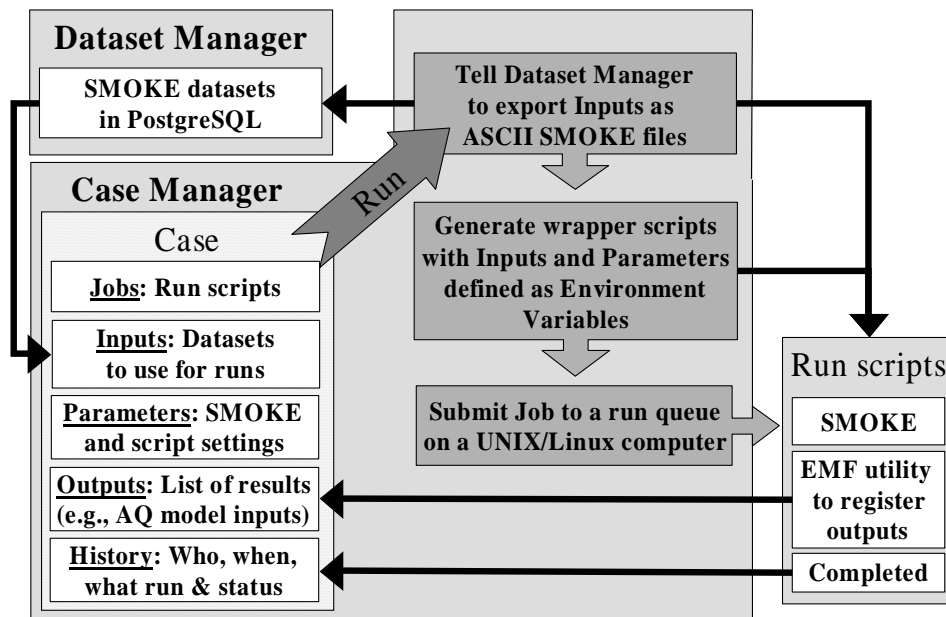 Dataset Manager
SMOKE datasets
in PostgreSQL
Tell Dataset Manager
to export Inputs as
ASCII SMOKE files
Run
Case Manager
Case
Jobs: Run scripts
Inputs: Datasets
to use for runs
Parameters: SMOKE
and script settings
Outputs: List of results
(e.g., AQ model inputs)
History: Who, when,
what run & status
Generate wrapper scripts
with Inputs and Parameters
defined as Environment
Variables
Submit Job to a run queue
on a UNIX/Linux computer
Run scripts
SMOKE
EMF utility
to register
outputs
Completed